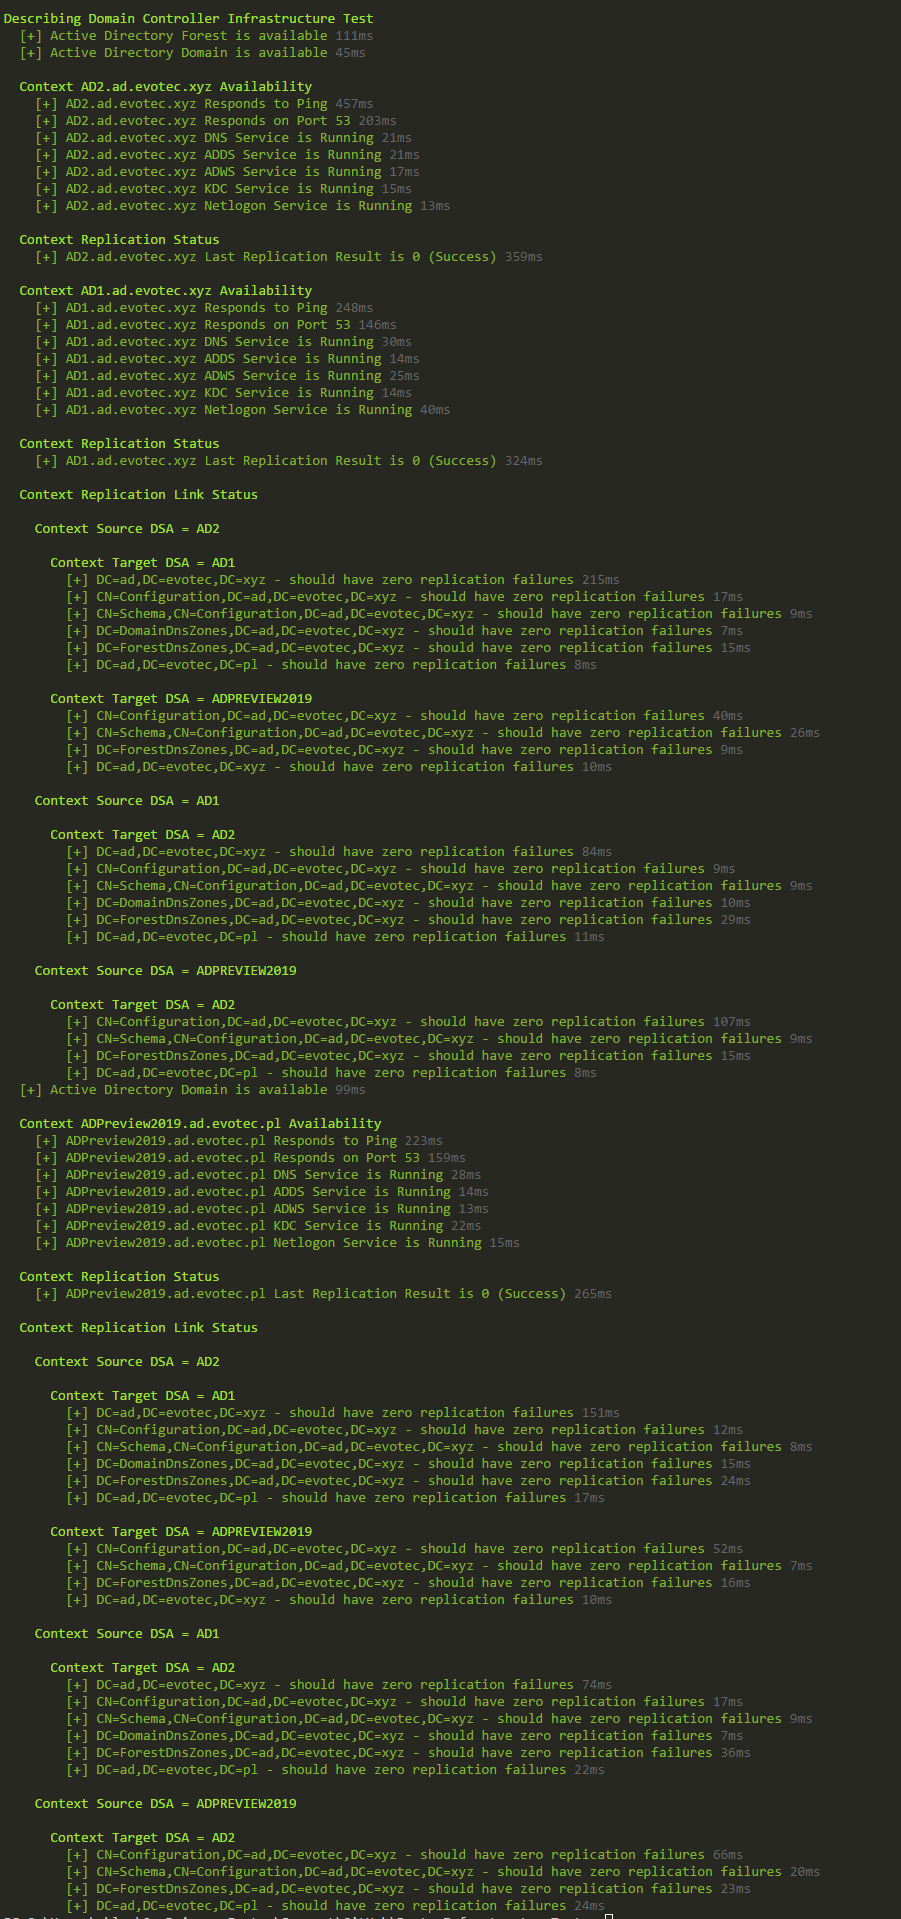 Describing Domain Controller Infrastructure Test
[+] Active Directory Forest is available 111ms
[+] Active Directory Domain is available 45ms
Context AD2.ad.evotec.xyz Availability
[+] AD2.ad.evotec.xyz Responds to Ping 457ms
[+] AD2.ad.evotec.xyz Responds on Port 53 203ms
[+] AD2.ad.evotec.xyz DNS Service is Running 21ms
[+] AD2.ad.evotec.xyz ADDS Service is Running 21ms
[+] AD2.ad.evotec.xyz ADWS Service is Running 17ms
[+] AD2.ad.evotec.xyz KDC Service is Running 15ms
[+] AD2.ad.evotec.xyz Netlogon Service is Running 13ms
Context Replication Status
[+] AD2.ad.evotec.xyz Last Replication Result is 0 (Success) 359ms
Context AD1.ad.evotec.xyz Availability
[+] AD1.ad.evotec.xyz Responds to Ping 248ms
[+] AD1.ad.evotec.xyz Responds on Port 53 146ms
[+] AD1.ad.evotec.xyz DNS Service is Running 30ms
[+] AD1.ad.evotec.xyz ADDS Service is Running 14ms
[+] AD1.ad.evotec.xyz ADWS Service is Running 25ms
[+] AD1.ad.evotec.xyz KDC Service is Running 14ms
[+] AD1.ad.evotec.xyz Netlogon Service is Running 40ms
Context Replication Status
[+] AD1.ad.evotec.xyz Last Replication Result is 0 (Success) 324ms
Context Replication Link Status
Context Source DSA = AD2
Context Target DSA = AD1
[+] DC=ad,DC=evotec,DC=xyz - should have zero replication failures 215ms
[+] CN=Configuration,DC=ad,DC=evotec,DC=xyz - should have zero replication failures 17ms
[+] CN=Schema,CN=Configuration,DC=ad,DC=evotec,DC=xyz - should have zero replication failures 9ms
[+] DC=DomainDnsZones,DC=ad,DC=evotec,DC=xyz - should have zero replication failures 7ms
[+] DC=ForestDnsZones,DC=ad,DC=evotec,DC=xyz - should have zero replication failures 15ms
[+] DC=ad,DC=evotec,DC=pl - should have zero replication failures 8ms
Context Target DSA = ADPREVIEW2019
[+] CN=Configuration,DC=ad,DC=evotec,DC=xyz - should have zero replication failures 40ms
[+] CN=Schema,CN=Configuration,DC=ad,DC=evotec,DC=xyz - should have zero replication failures 26ms
[+] DC=ForestDnsZones,DC=ad,DC=evotec,DC=xyz - should have zero replication failures 9ms
[+] DC=ad,DC=evotec,DC=xyz - should have zero replication failures 10ms
Context Source DSA = AD1
Context Target DSA = AD2
[+] DC=ad,DC=evotec,DC=xyz - should have zero replication failures 84ms
[+] CN=Configuration,DC=ad,DC=evotec,DC=xyz - should have zero replication failures 9ms
[+] CN=Schema,CN=Configuration,DC=ad,DC=evotec,DC=xyz - should have zero replication failures 9ms
[+] DC=DomainDnsZones,DC=ad,DC=evotec,DC=xyz - should have zero replication failures 10ms
[+] DC=ForestDnsZones,DC=ad,DC=evotec,DC=xyz - should have zero replication failures 29ms
[+] DC=ad,DC=evotec,DC=pl - should have zero replication failures 11ms
Context Source DSA = ADPREVIEW2019
Context Target DSA = AD2
[+] CN=Configuration,DC=ad,DC=evotec,DC=xyz - should have zero replication failures 107ms
[+] CN=Schema,CN=Configuration,DC=ad,DC=evotec,DC=xyz - should have zero replication failures 9ms
[+] DC=ForestDnsZones,DC=ad,DC=evotec,DC=xyz - should have zero replication failures 15ms
[+] DC=ad,DC=evotec,DC=pl - should have zero replication failures 8ms
[+] Active Directory Domain is available 99ms
Context ADPreview2019.ad.evotec.pl Availability
[+] ADPreview2019.ad.evotec.pl Responds to Ping 223ms
[+] ADPreview2019.ad.evotec.pl Responds on Port 53 159ms
[+] ADPreview2019.ad.evotec.pl DNS Service is Running 28ms
[+] ADPreview2019.ad.evotec.pl ADDS Service is Running 14ms
[+] ADPreview2019.ad.evotec.pl ADWS Service is Running 13ms
[+] ADPreview2019.ad.evotec.pl KDC Service is Running 22ms
[+] ADPreview2019.ad.evotec.pl Netlogon Service is Running 15ms
Context Replication Status
[+] ADPreview2019.ad.evotec.pl Last Replication Result is 0 (Success) 265ms
Context Replication Link Status
Context Source DSA = AD2
Context Target DSA = AD1
[+] DC=ad,DC=evotec,DC=xyz - should have zero replication failures 151ms
[+] CN=Configuration,DC=ad,DC=evotec,DC=xyz - should have zero replication failures 12ms
[+] CN=Schema,CN=Configuration,DC=ad,DC=evotec,DC=xyz - should have zero replication failures 8ms
[+] DC=DomainDnsZones,DC=ad,DC=evotec,DC=xyz - should have zero replication failures 15ms
[+] DC=ForestDnsZones,DC=ad,DC=evotec,DC=xyz - should have zero replication failures 24ms
[+] DC=ad,DC=evotec,DC=pl - should have zero replication failures 17ms
Context Target DSA = ADPREVIEW2019
[+] CN=Configuration,DC=ad,DC=evotec,DC=xyz - should have zero replication failures 52ms
[+] CN=Schema,CN=Configuration,DC=ad,DC=evotec,DC=xyz - should have zero replication failures 7ms
[+] DC=ForestDnsZones,DC=ad,DC=evotec,DC=xyz - should have zero replication failures 16ms
[+] DC=ad,DC=evotec,DC=xyz - should have zero replication failures 10ms
Context Source DSA = AD1
Context Target DSA = AD2
[+] DC=ad,DC=evotec,DC=xyz - should have zero replication failures 74ms
[+] CN=Configuration,DC=ad,DC=evotec,DC=xyz - should have zero replication failures 17ms
[+] CN=Schema,CN=Configuration,DC=ad,DC=evotec,DC=xyz - should have zero replication failures 9ms
[+] DC=DomainDnsZones,DC=ad,DC=evotec,DC=xyz - should have zero replication failures 7ms
[+] DC=ForestDnsZones,DC=ad,DC=evotec,DC=xyz - should have zero replication failures 36ms
[+] DC=ad,DC=evotec,DC=pl - should have zero replication failures 22ms
Context Source DSA = ADPREVIEW2019
Context Target DSA = AD2
[+] CN=Configuration,DC=ad,DC=evotec,DC=xyz - should have zero replication failures 66ms
[+] CN=Schema,CN=Configuration,DC=ad,DC=evotec,DC=xyz - should have zero replication failures 20ms
[+] DC=ForestDnsZones,DC=ad,DC=evotec,DC=xyz - should have zero replication failures 23ms
[+] DC=ad,DC=evotec,DC=pl - should have zero replication failures 24ms